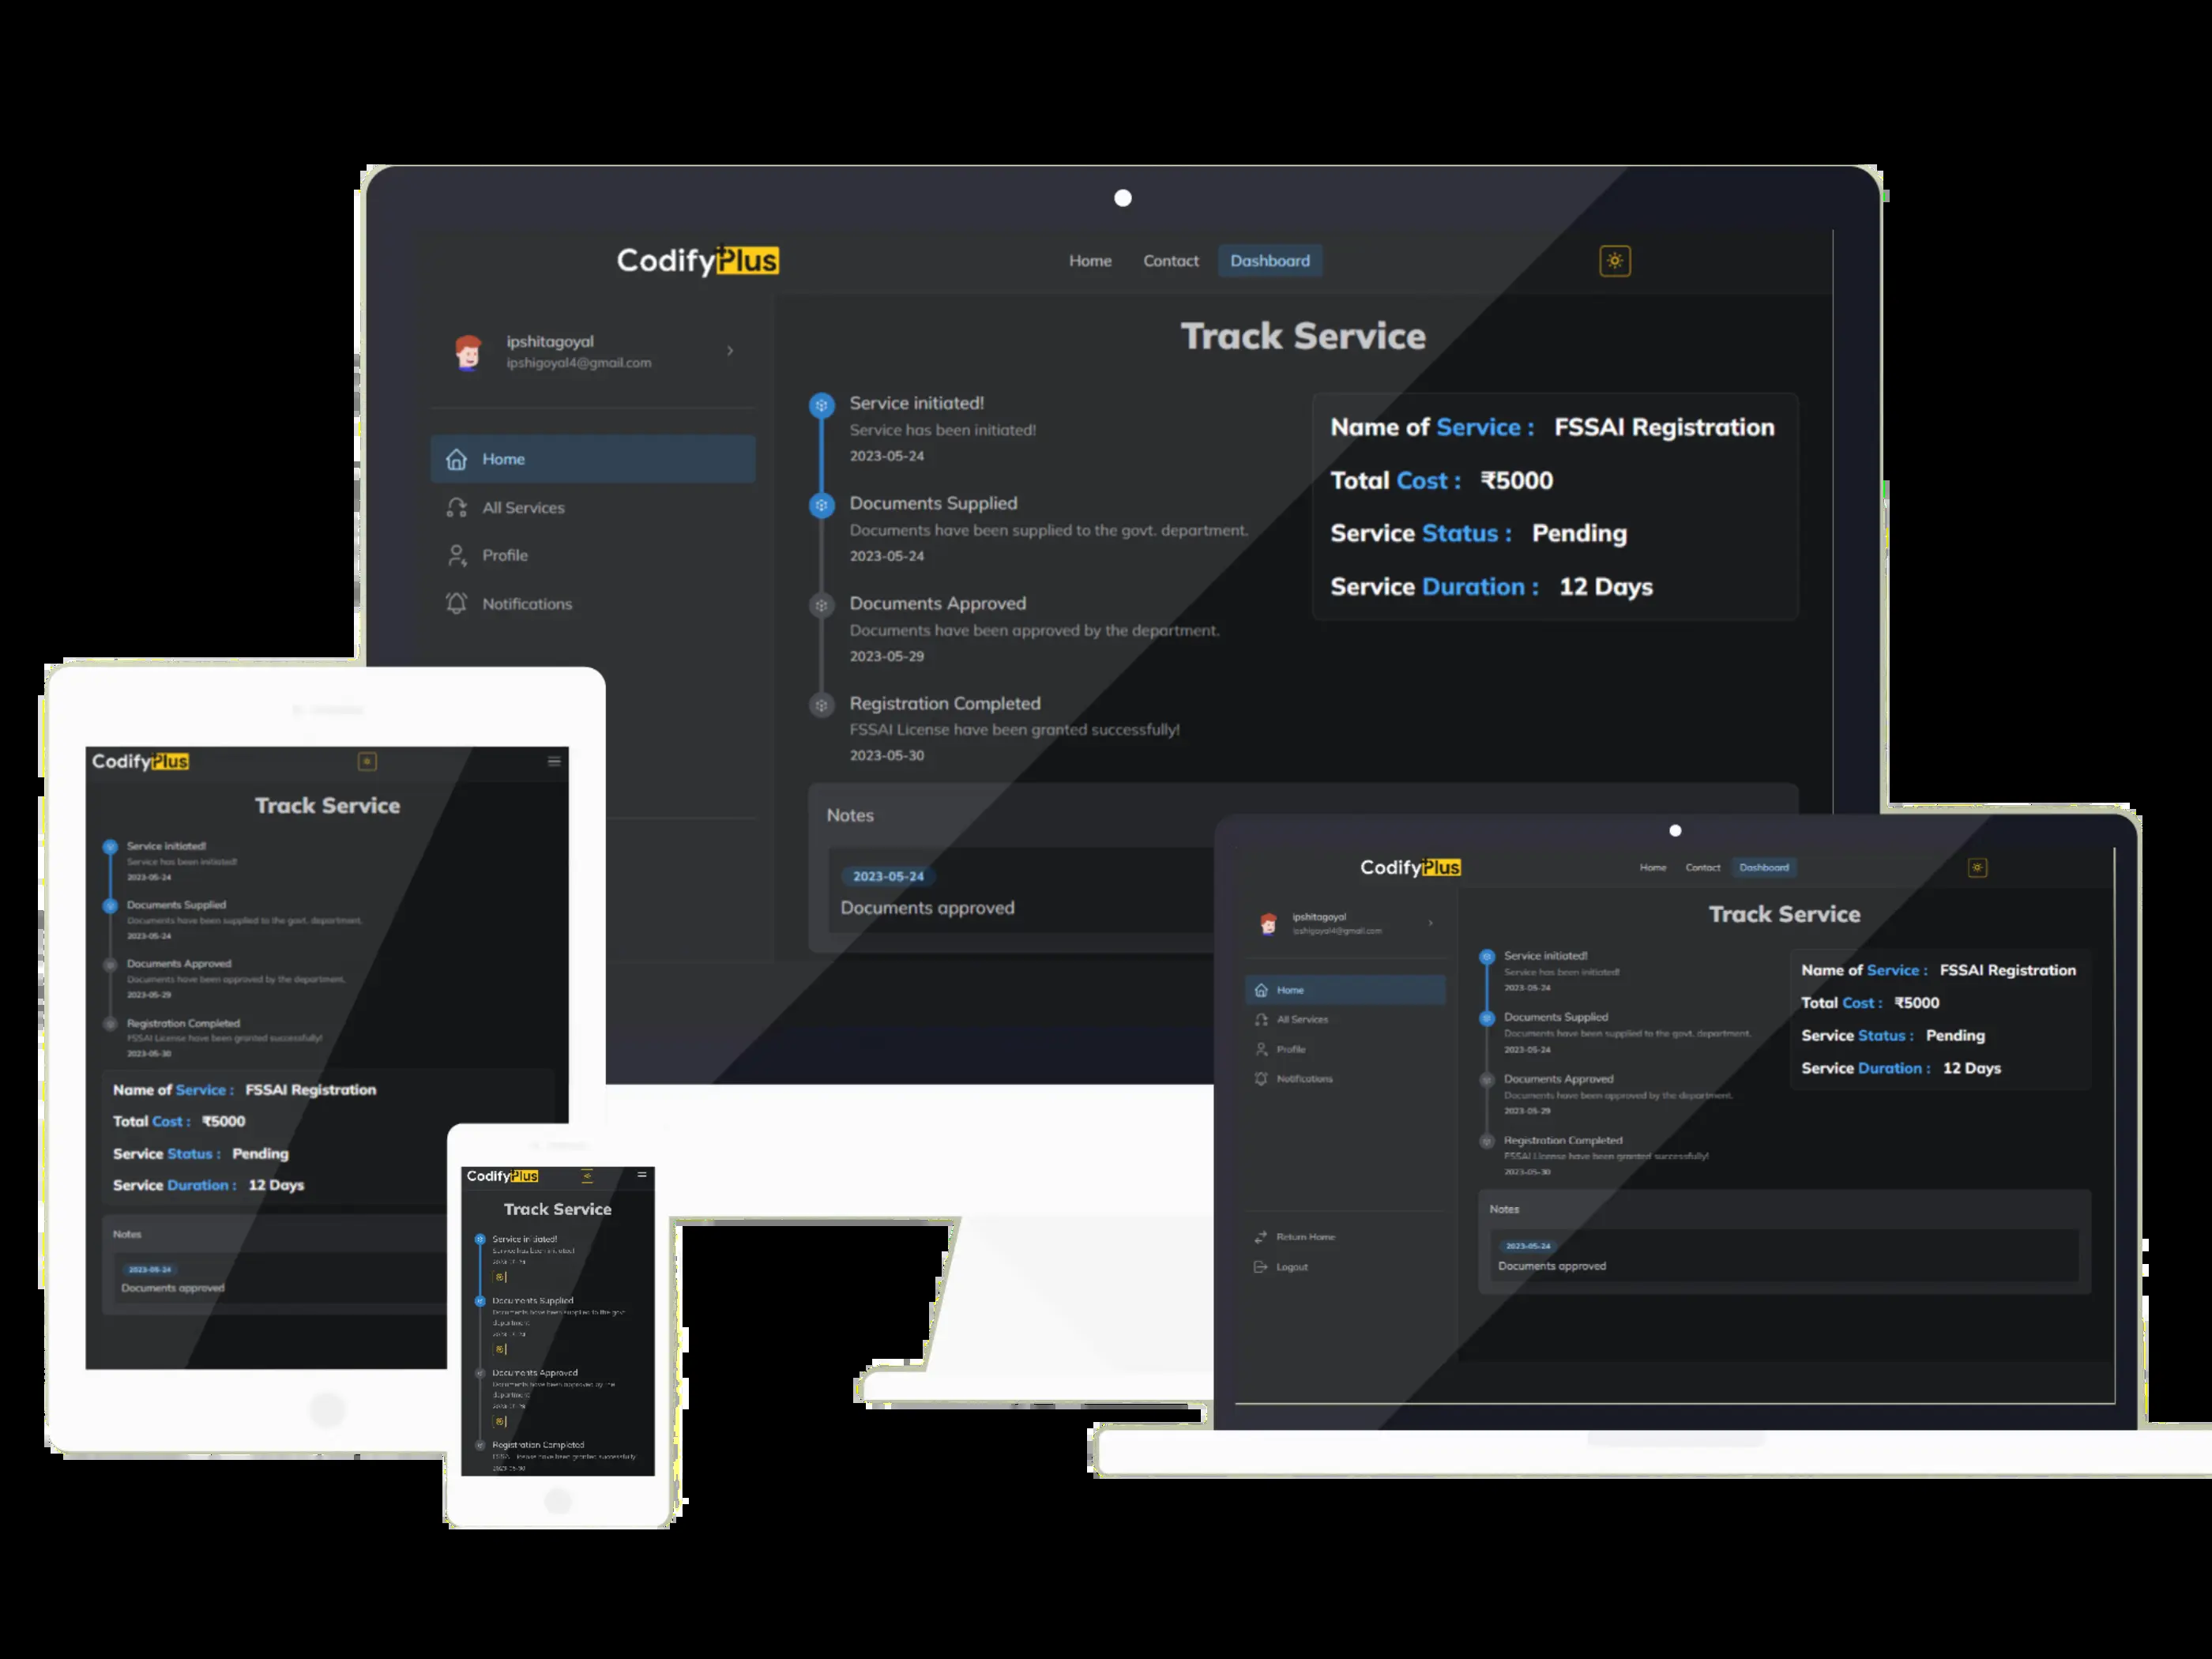 CodifyPlus
Home Contact Dashboard
ipshitagoyal
ipshigoyal4@gmail.com
Home
All Services
Profile
Notifications
Track Service
Service initiated!
Service has been initiated!
2023-05-24
Documents Supplied
Documents have been supplied to the govt. department.
2023-05-24
Documents Approved
Documents have been approved by the department.
2023-05-29
Registration Completed
FSSAI License have been granted successfully!
2023-05-30
Name of Service : FSSAI Registration
Total Cost : ₹5000
Service Status : Pending
Service Duration : 12 Days
Notes
2023-05-24
Documents approved
CodifyPlus
Track Service
Service initiated!
Service has been initiated!
2023-05-24
Documents Supplied
Documents have been supplied to the govt. department.
2023-05-24
Documents Approved
Documents have been approved by the department.
2023-05-29
Registration Completed
FSSAI License have been granted successfully!
2023-05-30
Name of Service : FSSAI Registration
Total Cost : ₹5000
Service Status : Pending
Service Duration : 12 Days
Notes
2023-05-24
Documents approved
CodifyPlus
Track Service
Service initiated!
Service has been initiated!
Documents Supplied
Documents have been supplied to the govt.
department.
Documents Approved
Documents have been approved by the
department.
Registration Completed
License have been granted successfully!
2023-05-30
CodifyPlus
Home Contact Dashboard
ipshitagoyal
ipshigoyal4@gmail.com
Home
All Services
Profile
Notifications
Return Home
Logout
Track Service
Service initiated!
Service has been initiated!
2023-05-24
Documents Supplied
Documents have been supplied to the govt. department.
2023-05-24
Documents Approved
Documents have been approved by the department.
2023-05-29
Registration Completed
FSSAI License have been granted successfully!
2023-05-30
Name of Service : FSSAI Registration
Total Cost : ₹5000
Service Status : Pending
Service Duration : 12 Days
Notes
2023-05-24
Documents approved